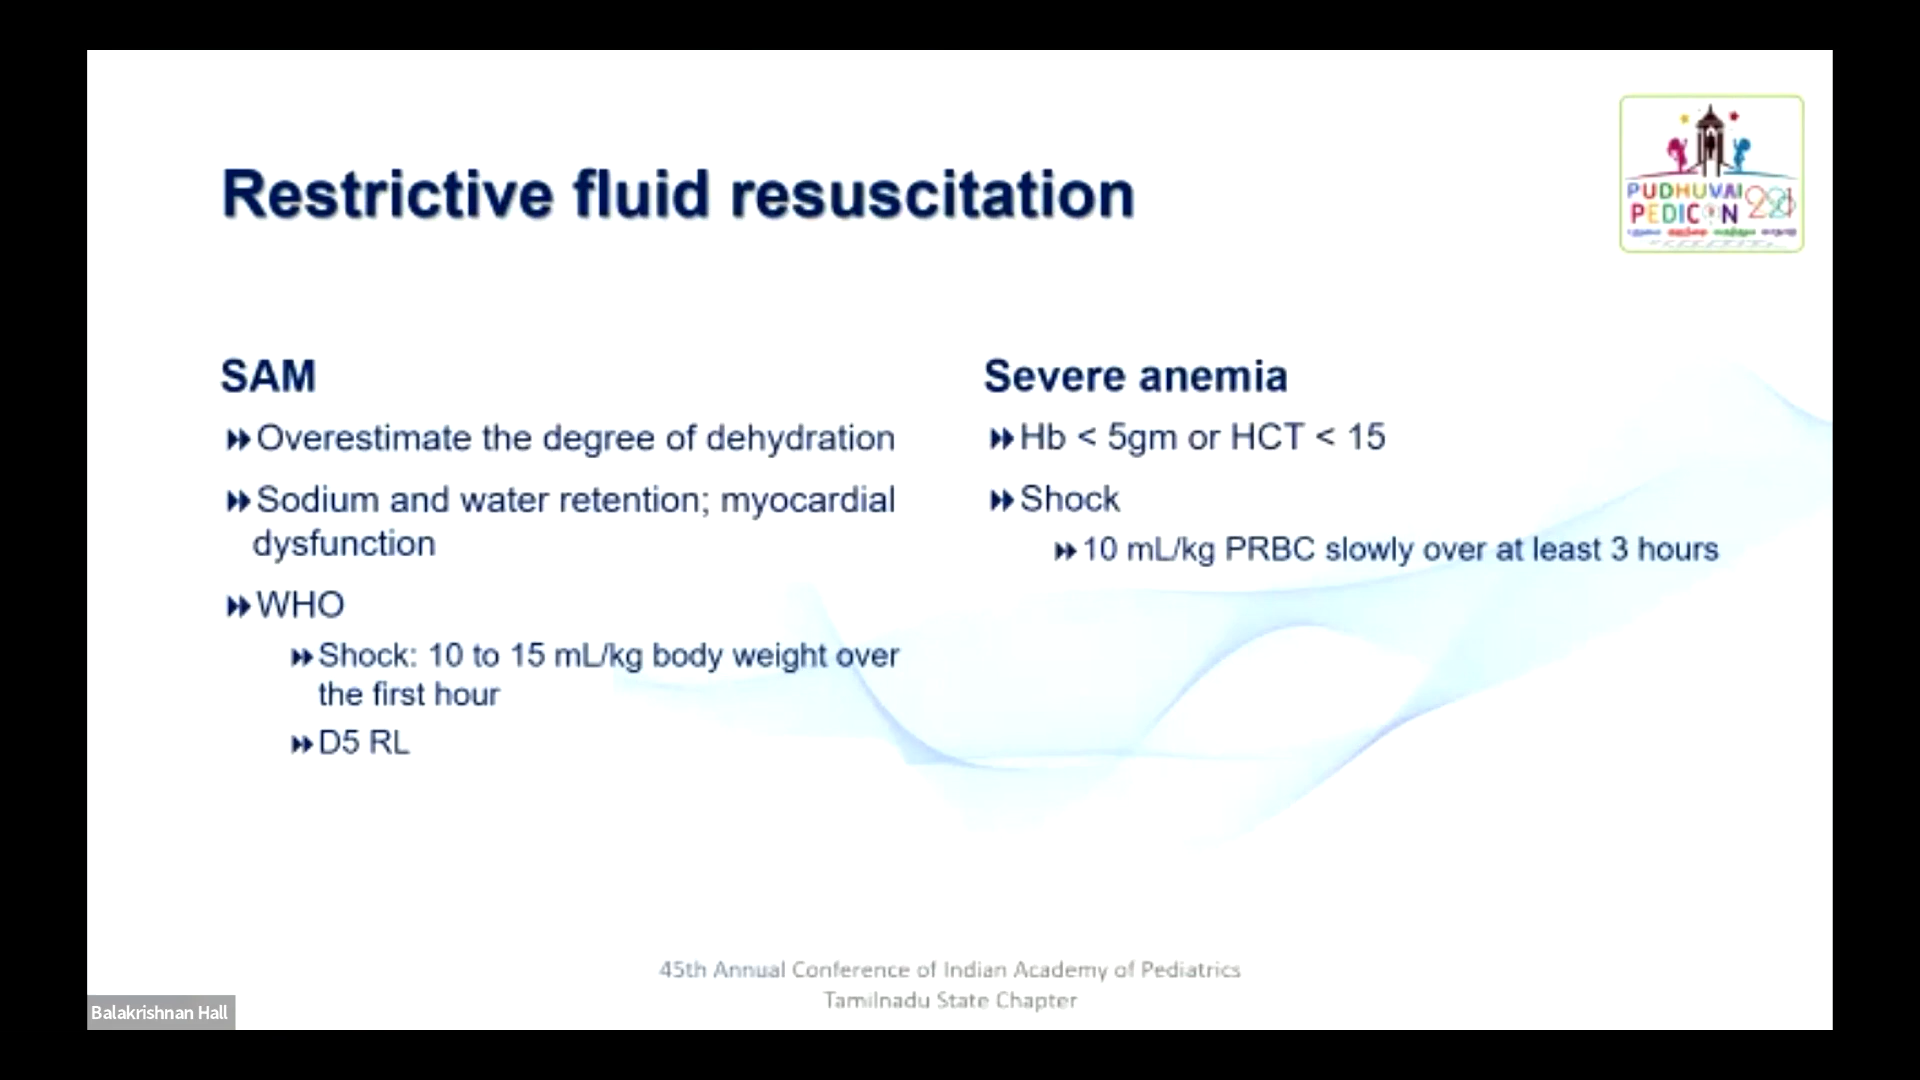 Restrictive fluid resuscitation
PUDHUVAI
PEDICON 2021
SAM
Overestimate the degree of dehydration
Sodium and water retention; myocardial
dysfunction
WHO
Shock: 10 to 15 mL/kg body weight over
the first hour
D5 RL
Severe anemia
Hb < 5gm or HCT < 15
Shock
10 mL/kg PRBC slowly over at least 3 hours
45th Annual Conference of Indian Academy of Pediatrics
Tamilnadu State Chapter
Balakrishnan Hall